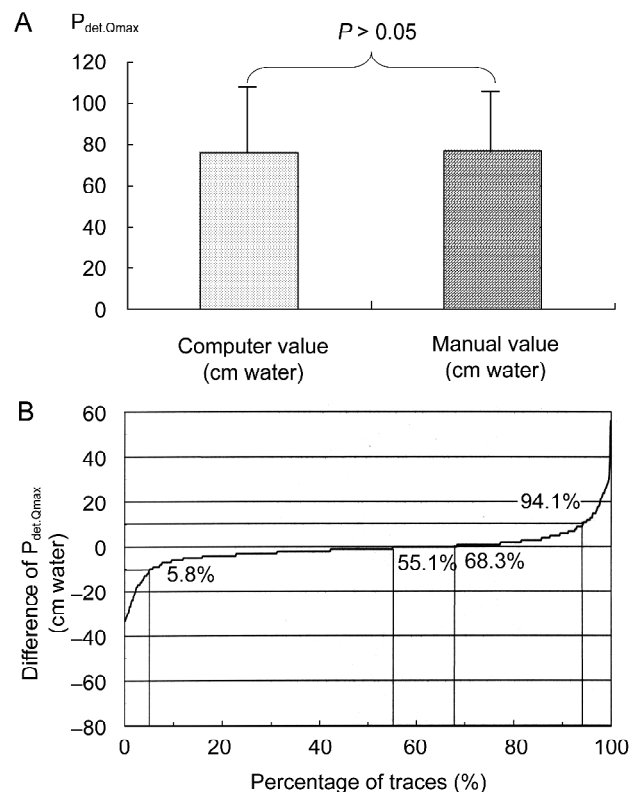 A
P_det.Qmax
P > 0.05
120
100
80
60
40
20
0
Computer value
(cm water)
Manual value
(cm water)
B
Difference of P_det.Qmax
(cm water)
60
40
20
0
–20
–40
–60
–80
94.1%
5.8%
55.1%
68.3%
0
20
40
60
80
100
Percentage of traces (%)